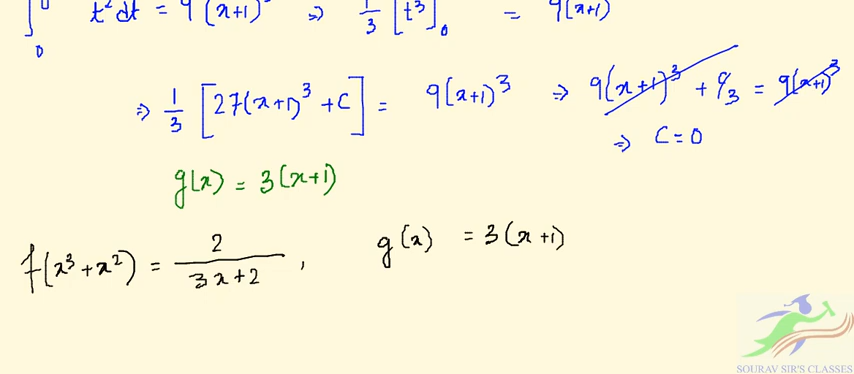 ∫₀ t² dt = 9(x+1)³ ⇒ 1/3 [t³]₀ = 9(x+1)
⇒ 1/3 [27(x+1)³ + C] = 9(x+1)³ ⇒ 9(x+1)³ + C/3 = 9(x+1)³
⇒ C = 0
g(x) = 3(x+1)
f(x³+x²) = 2/(3x+2), g(x) = 3(x+1)
SOURAV SIR'S CLASSES